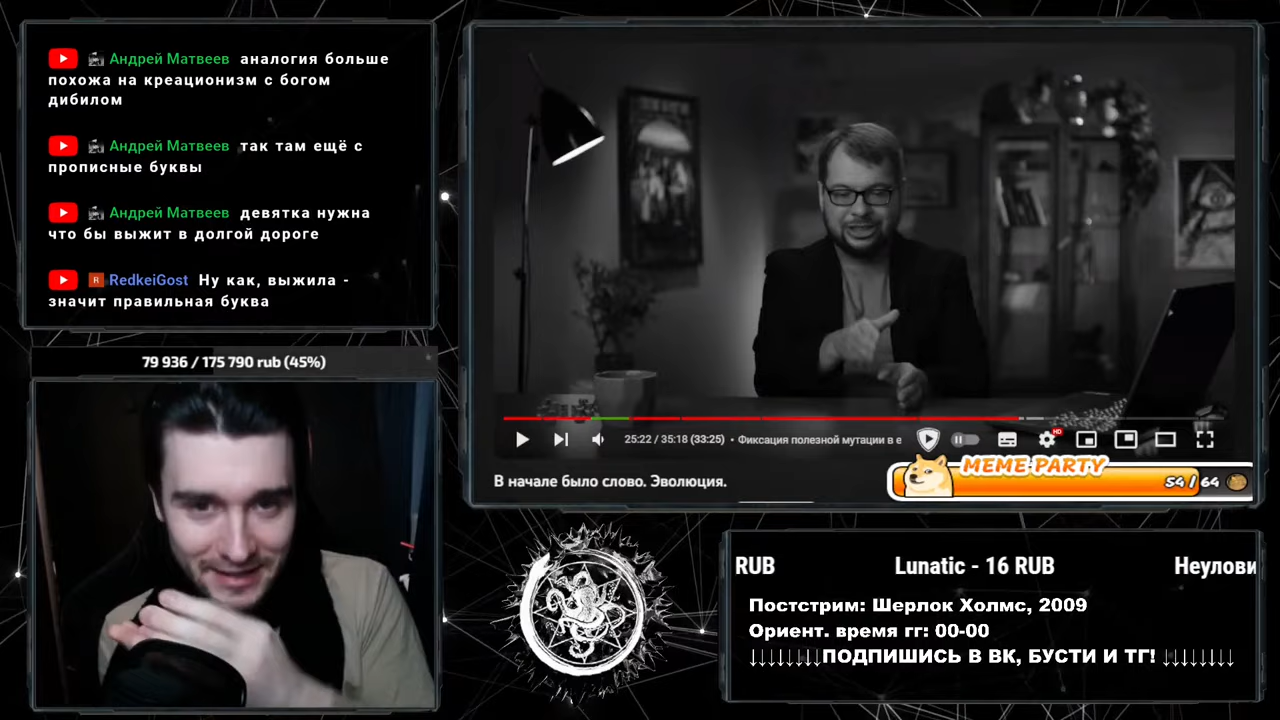 Андрей Матвеев аналогия больше
похожа на креационизм с богом
дибилом
Андрей Матвеев так там ещё с
прописные буквы
Андрей Матвеев девятка нужна
что бы выжит в долгой дороге
R RedkeiGost Ну как, выжила -
значит правильная буква
79 936 / 175 790 rub (45%)
25:22 / 35:18 (33:25) • Фиксация полезной мутации в е
HD
В начале было слово. Эволюция.
MEME PARTY
54 / 64
RUB Lunatic - 16 RUB Неулови
Постстрим: Шерлок Холмс, 2009
Ориент. время гг: 00-00
↓↓↓↓↓↓↓↓ПОДПИШИСЬ В ВК, БУСТИ И ТГ! ↓↓↓↓↓↓↓↓